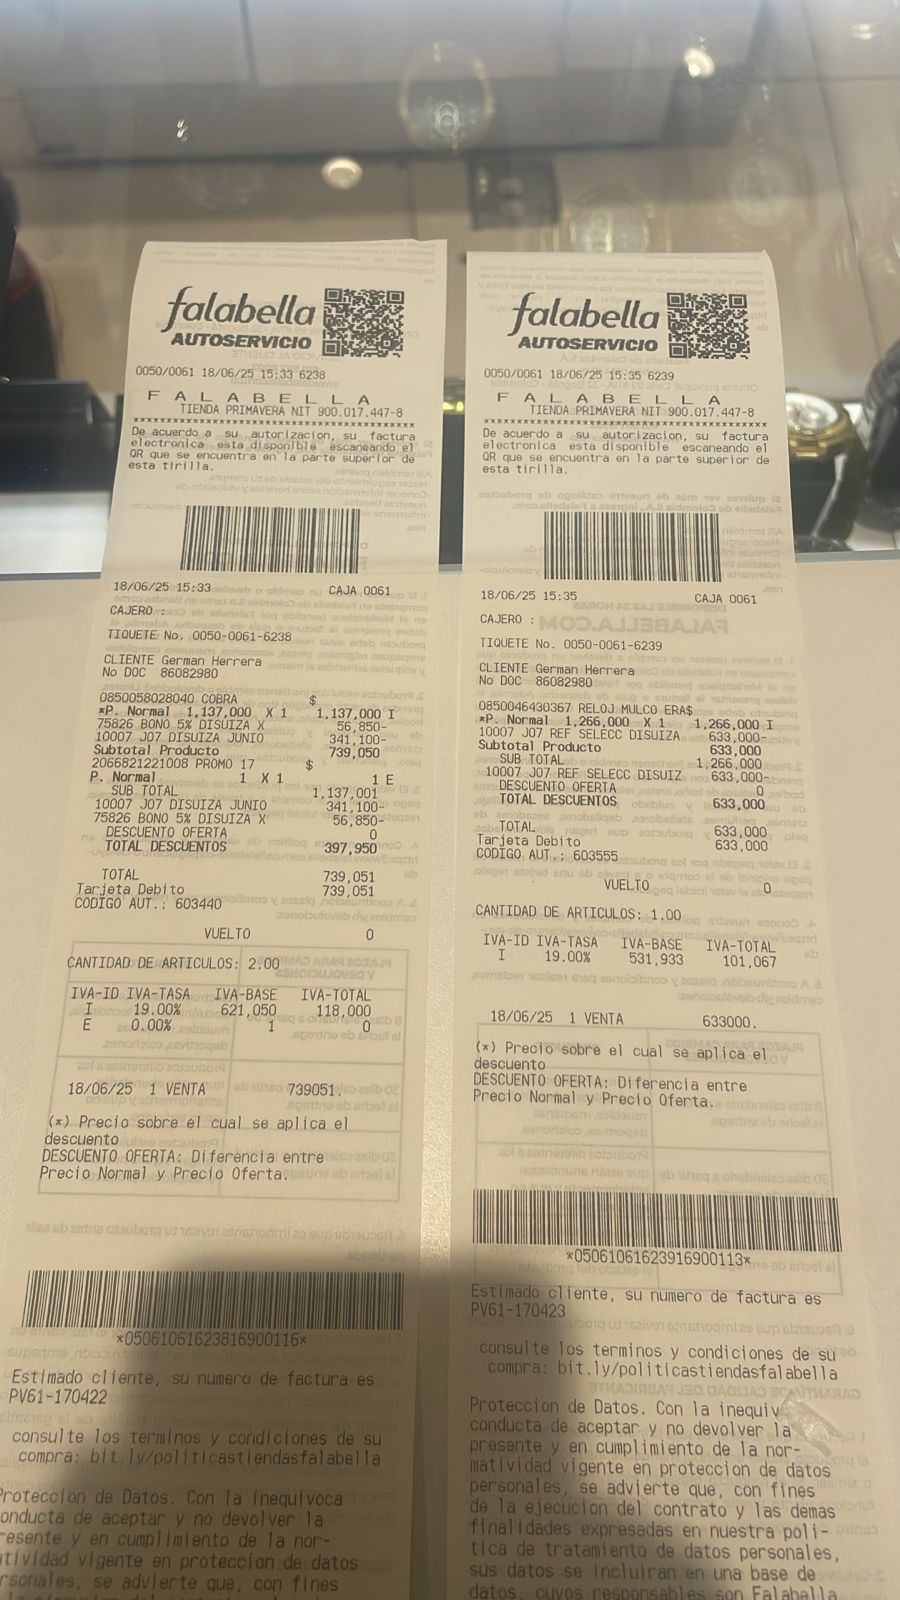 falabella
AUTOSERVICIO
0050/0061 18/06/25 15:33 6238
F A L A B E L L A
TIENDA PRIMAVERA NIT 900.017.447-8
******************************************
De acuerdo a su autorizacion, su factura
electronica esta disponible escaneando el
QR que se encuentra en la parte superior de
esta tirilla.
18/06/25 15:33 CAJA 0061
CAJERO :
TIQUETE No. 0050-0061-6238
CLIENTE German Herrera
No DOC 86082980
0850058028040 COBRA $
*P. Normal 1,137,000 X 1 1,137,000 I
75826 BONO 5% DISUIZA X 56,850-
10007 J07 DISUIZA JUNIO 341,100-
Subtotal Producto 739,050
2066821221008 PROMO 17 $
P. Normal 1 X 1 1 E
SUB TOTAL 1,137,001
10007 J07 DISUIZA JUNIO 341,100-
75826 BONO 5% DISUIZA X 56,850-
DESCUENTO OFERTA 0
TOTAL DESCUENTOS 397,950
TOTAL 739,051
Tarjeta Debito 739,051
CODIGO AUT.: 603440
VUELTO 0
CANTIDAD DE ARTICULOS: 2.00
IVA-ID IVA-TASA IVA-BASE IVA-TOTAL
I 19.00% 621,050 118,000
E 0.00% 1 0
18/06/25 1 VENTA 739051.
(*) Precio sobre el cual se aplica el
descuento
DESCUENTO OFERTA: Diferencia entre
Precio Normal y Precio Oferta.
*05061061623816900116*
Estimado cliente, su numero de factura es
PV61-170422
consulte los terminos y condiciones de su
compra: bit.ly/politicastiendasfalabella
Proteccion de Datos. Con la inequivoca
onducta de aceptar y no devolver la
resente y en cumplimiento de la nor-
atividad vigente en proteccion de datos
rsonales, se advierte que, con fines
falabella
AUTOSERVICIO
0050/0061 18/06/25 15:35 6239
F A L A B E L L A
TIENDA PRIMAVERA NIT 900.017.447-8
******************************************
De acuerdo a su autorizacion, su factura
electronica esta disponible escaneando el
QR que se encuentra en la parte superior de
esta tirilla.
18/06/25 15:35 CAJA 0061
CAJERO :
TIQUETE No. 0050-0061-6239
CLIENTE German Herrera
No DOC 86082980
0850046430367 RELOJ MULCO ERA$
*P. Normal 1,266,000 X 1 1,266,000 I
10007 J07 REF SELECC DISUIZA 633,000-
Subtotal Producto 633,000
SUB TOTAL 1,266,000
10007 J07 REF SELECC DISUIZ 633,000-
DESCUENTO OFERTA 0
TOTAL DESCUENTOS 633,000
TOTAL 633,000
Tarjeta Debito 633,000
CODIGO AUT.: 603555
VUELTO 0
CANTIDAD DE ARTICULOS: 1.00
IVA-ID IVA-TASA IVA-BASE IVA-TOTAL
I 19.00% 531,933 101,067
18/06/25 1 VENTA 633000.
(*) Precio sobre el cual se aplica el
descuento
DESCUENTO OFERTA: Diferencia entre
Precio Normal y Precio Oferta.
*05061061623916900113*
Estimado cliente, su numero de factura es
PV61-170423
consulte los terminos y condiciones de su
compra: bit.ly/politicastiendasfalabella
Proteccion de Datos. Con la inequiv
conducta de aceptar y no devolver la
presente y en cumplimiento de la nor-
matividad vigente en proteccion de datos
personales, se advierte que, con fines
de la ejecucion del contrato y las demas
finalidades expresadas en nuestra poli-
tica de tratamiento de datos personales,
sus datos se incluiran en una base de
datos, cuyos responsables son Falabella